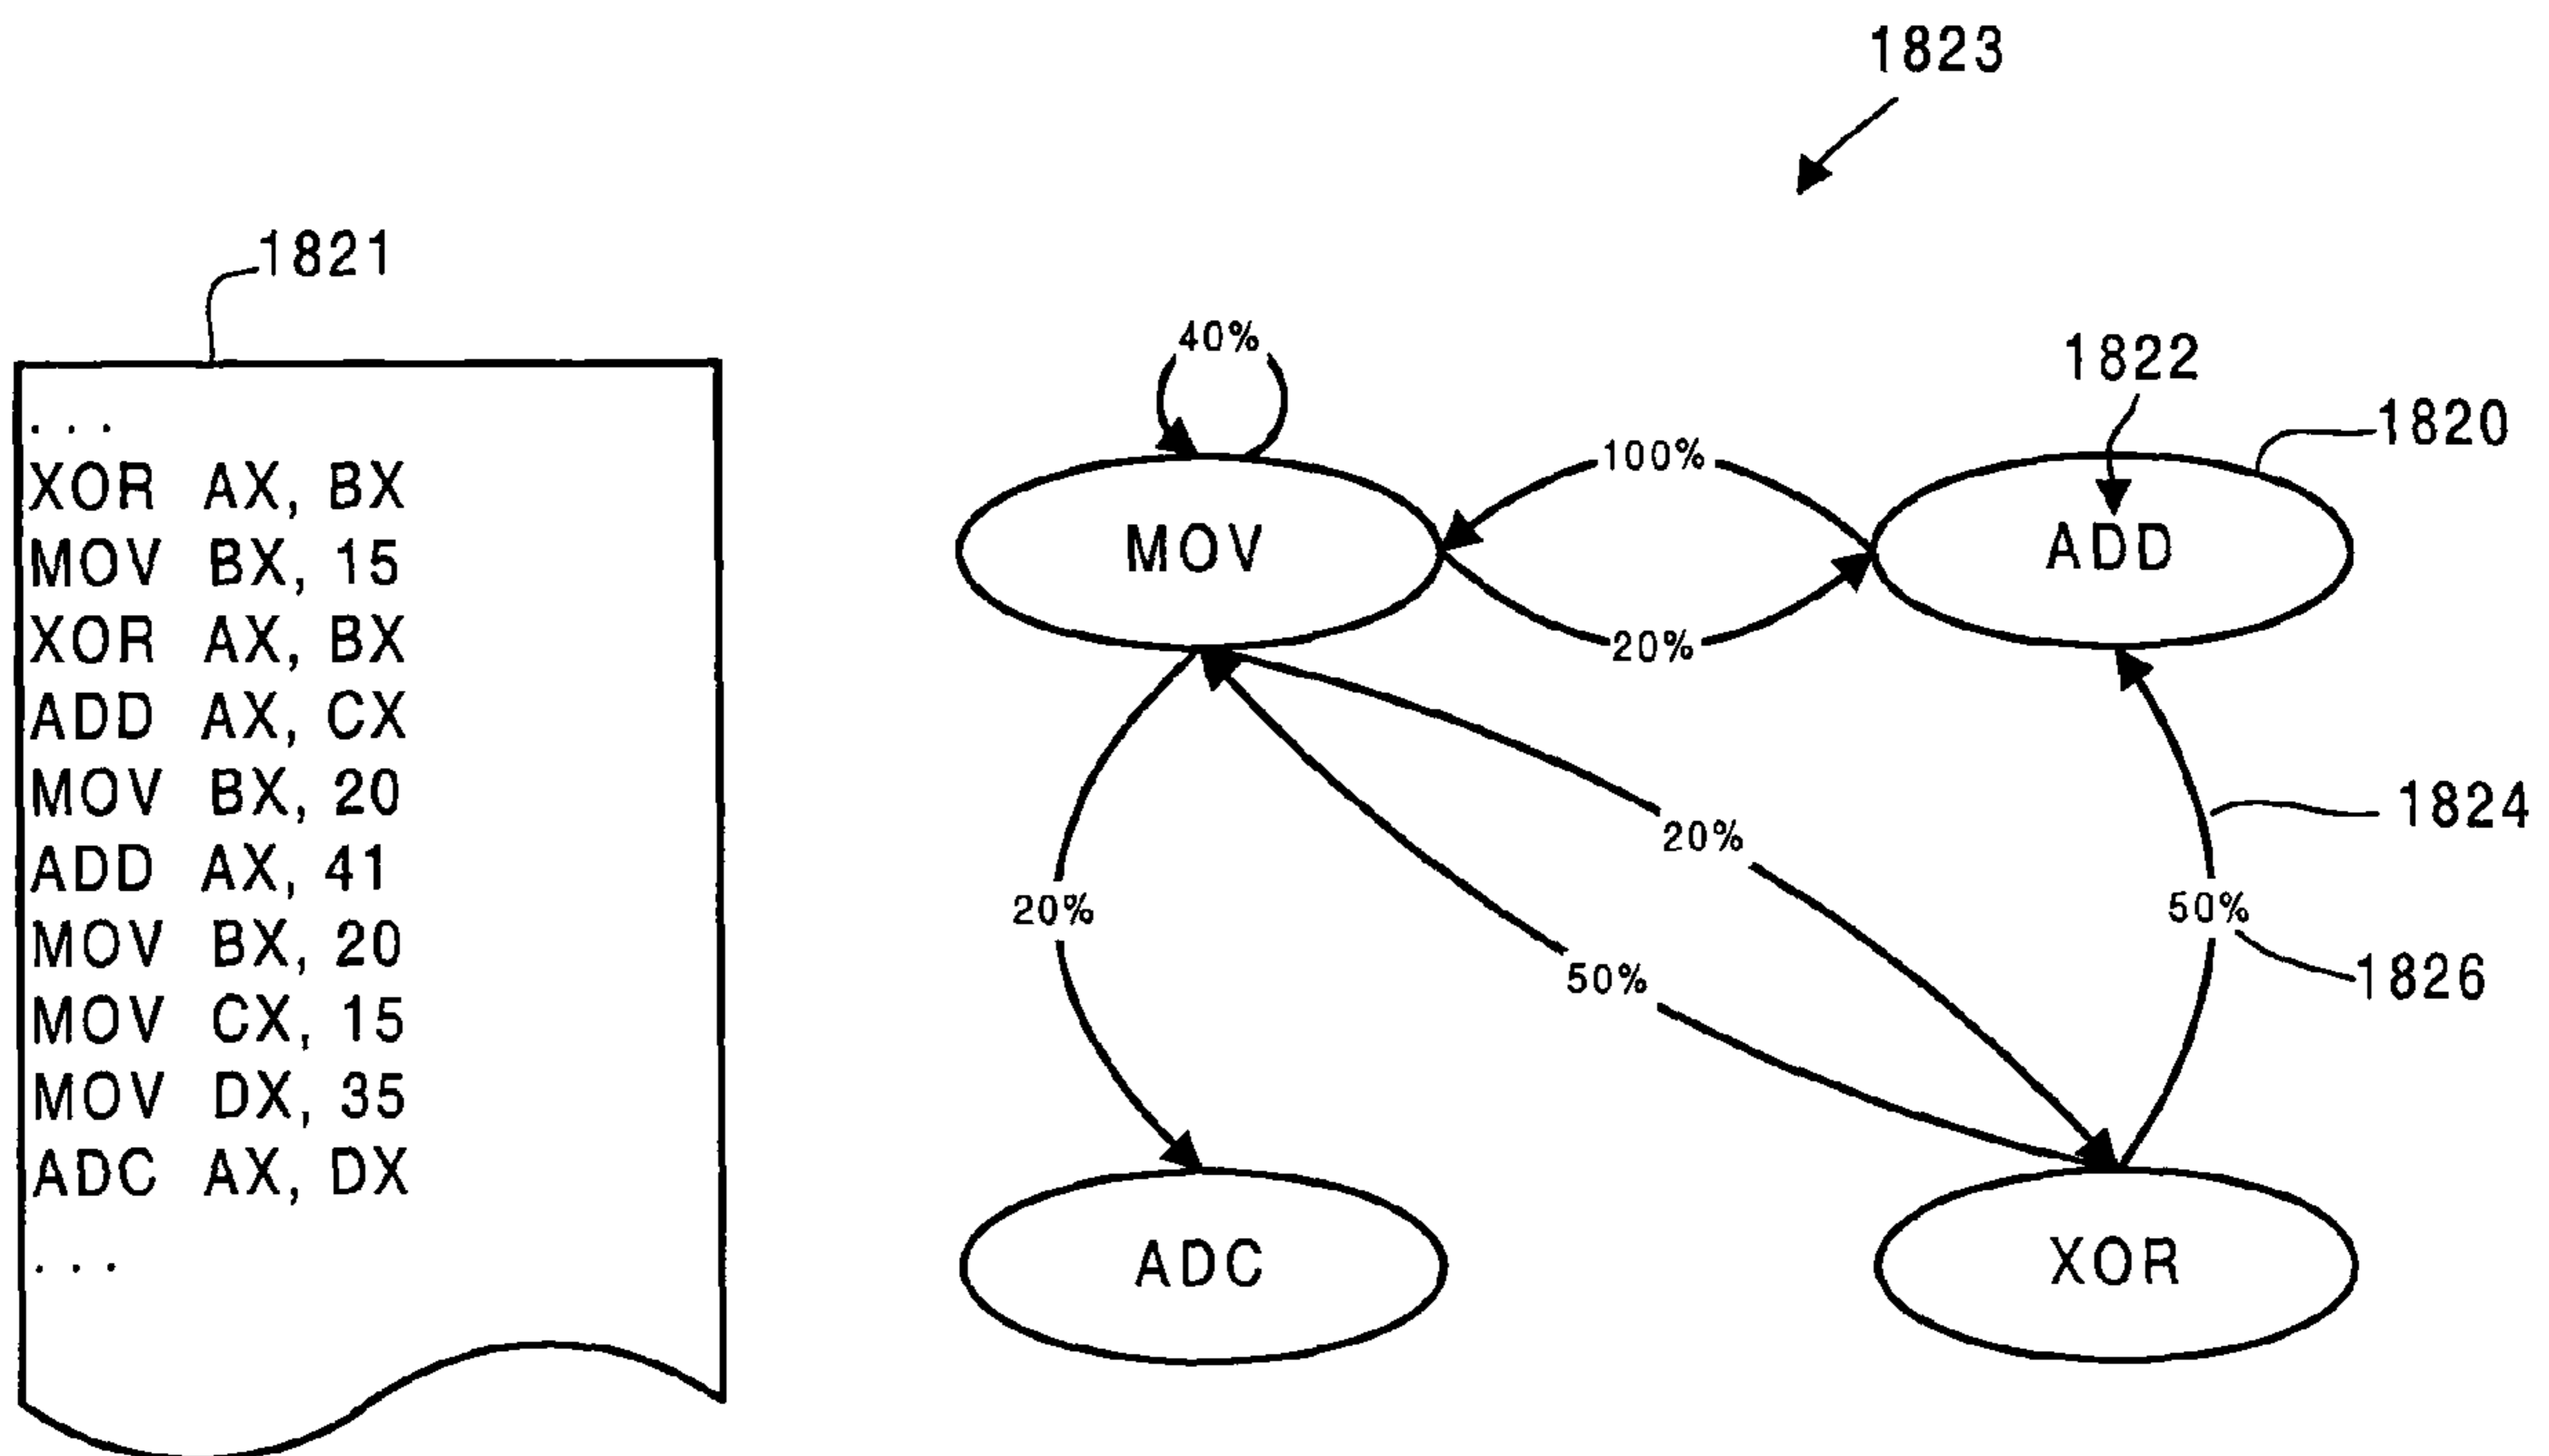 1823
1821
...
XOR AX, BX
MOV BX, 15
XOR AX, BX
ADD AX, CX
MOV BX, 20
ADD AX, 41
MOV BX, 20
MOV CX, 15
MOV DX, 35
ADC AX, DX
...
40%
1822
1820
100%
MOV
ADD
20%
1824
20%
20%
50%
50%
1826
ADC
XOR